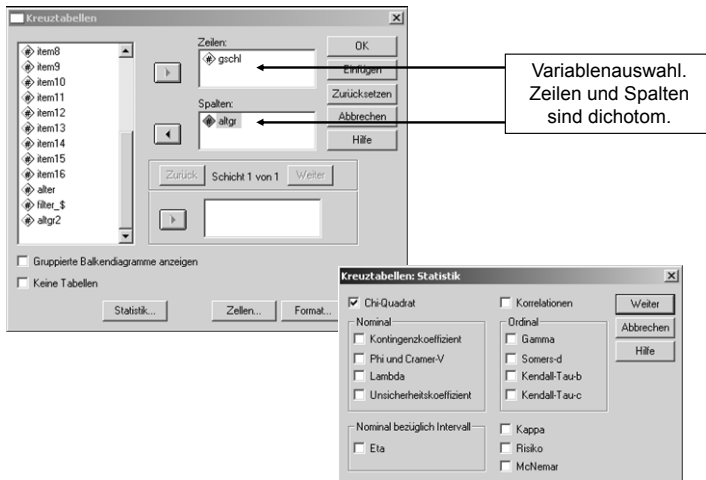 Kreuztabellen
item8
item9
item10
item11
item12
item13
item14
item15
item16
alter
filter_$
altgr2
Zeilen:
gschl
Spalten:
altgr
OK
Einfügen
Zurücksetzen
Abbrechen
Hilfe
Zurück
Schicht 1 von 1
Weiter
Gruppierte Balkendiagramme anzeigen
Keine Tabellen
Statistik...
Zellen...
Format...
Variablenauswahl.
Zeilen und Spalten
sind dichotom.
Kreuztabellen: Statistik
Chi-Quadrat
Korrelationen
Nominal
Kontingenzkoeffizient
Phi und Cramer-V
Lambda
Unsicherheitskoeffizient
Ordinal
Gamma
Somers-d
Kendall-Tau-b
Kendall-Tau-c
Weiter
Abbrechen
Hilfe
Nominal bezüglich Intervall
Eta
Kappa
Risiko
McNemar